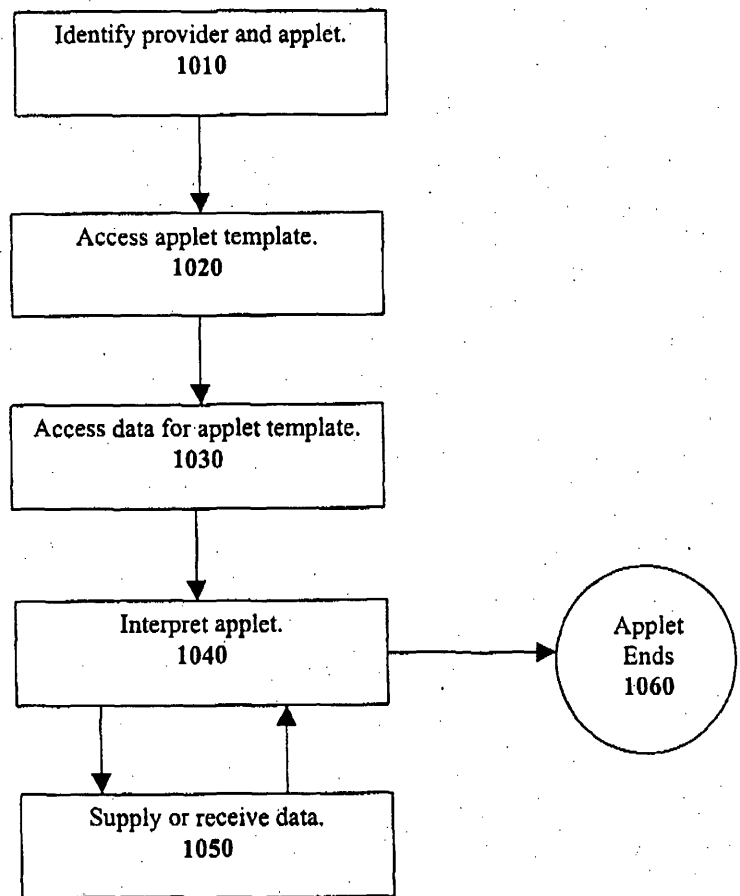 Identify provider and applet.
1010
Access applet template.
1020
Access data for applet template.
1030
Interpret applet.
1040
Applet
Ends
1060
Supply or receive data.
1050